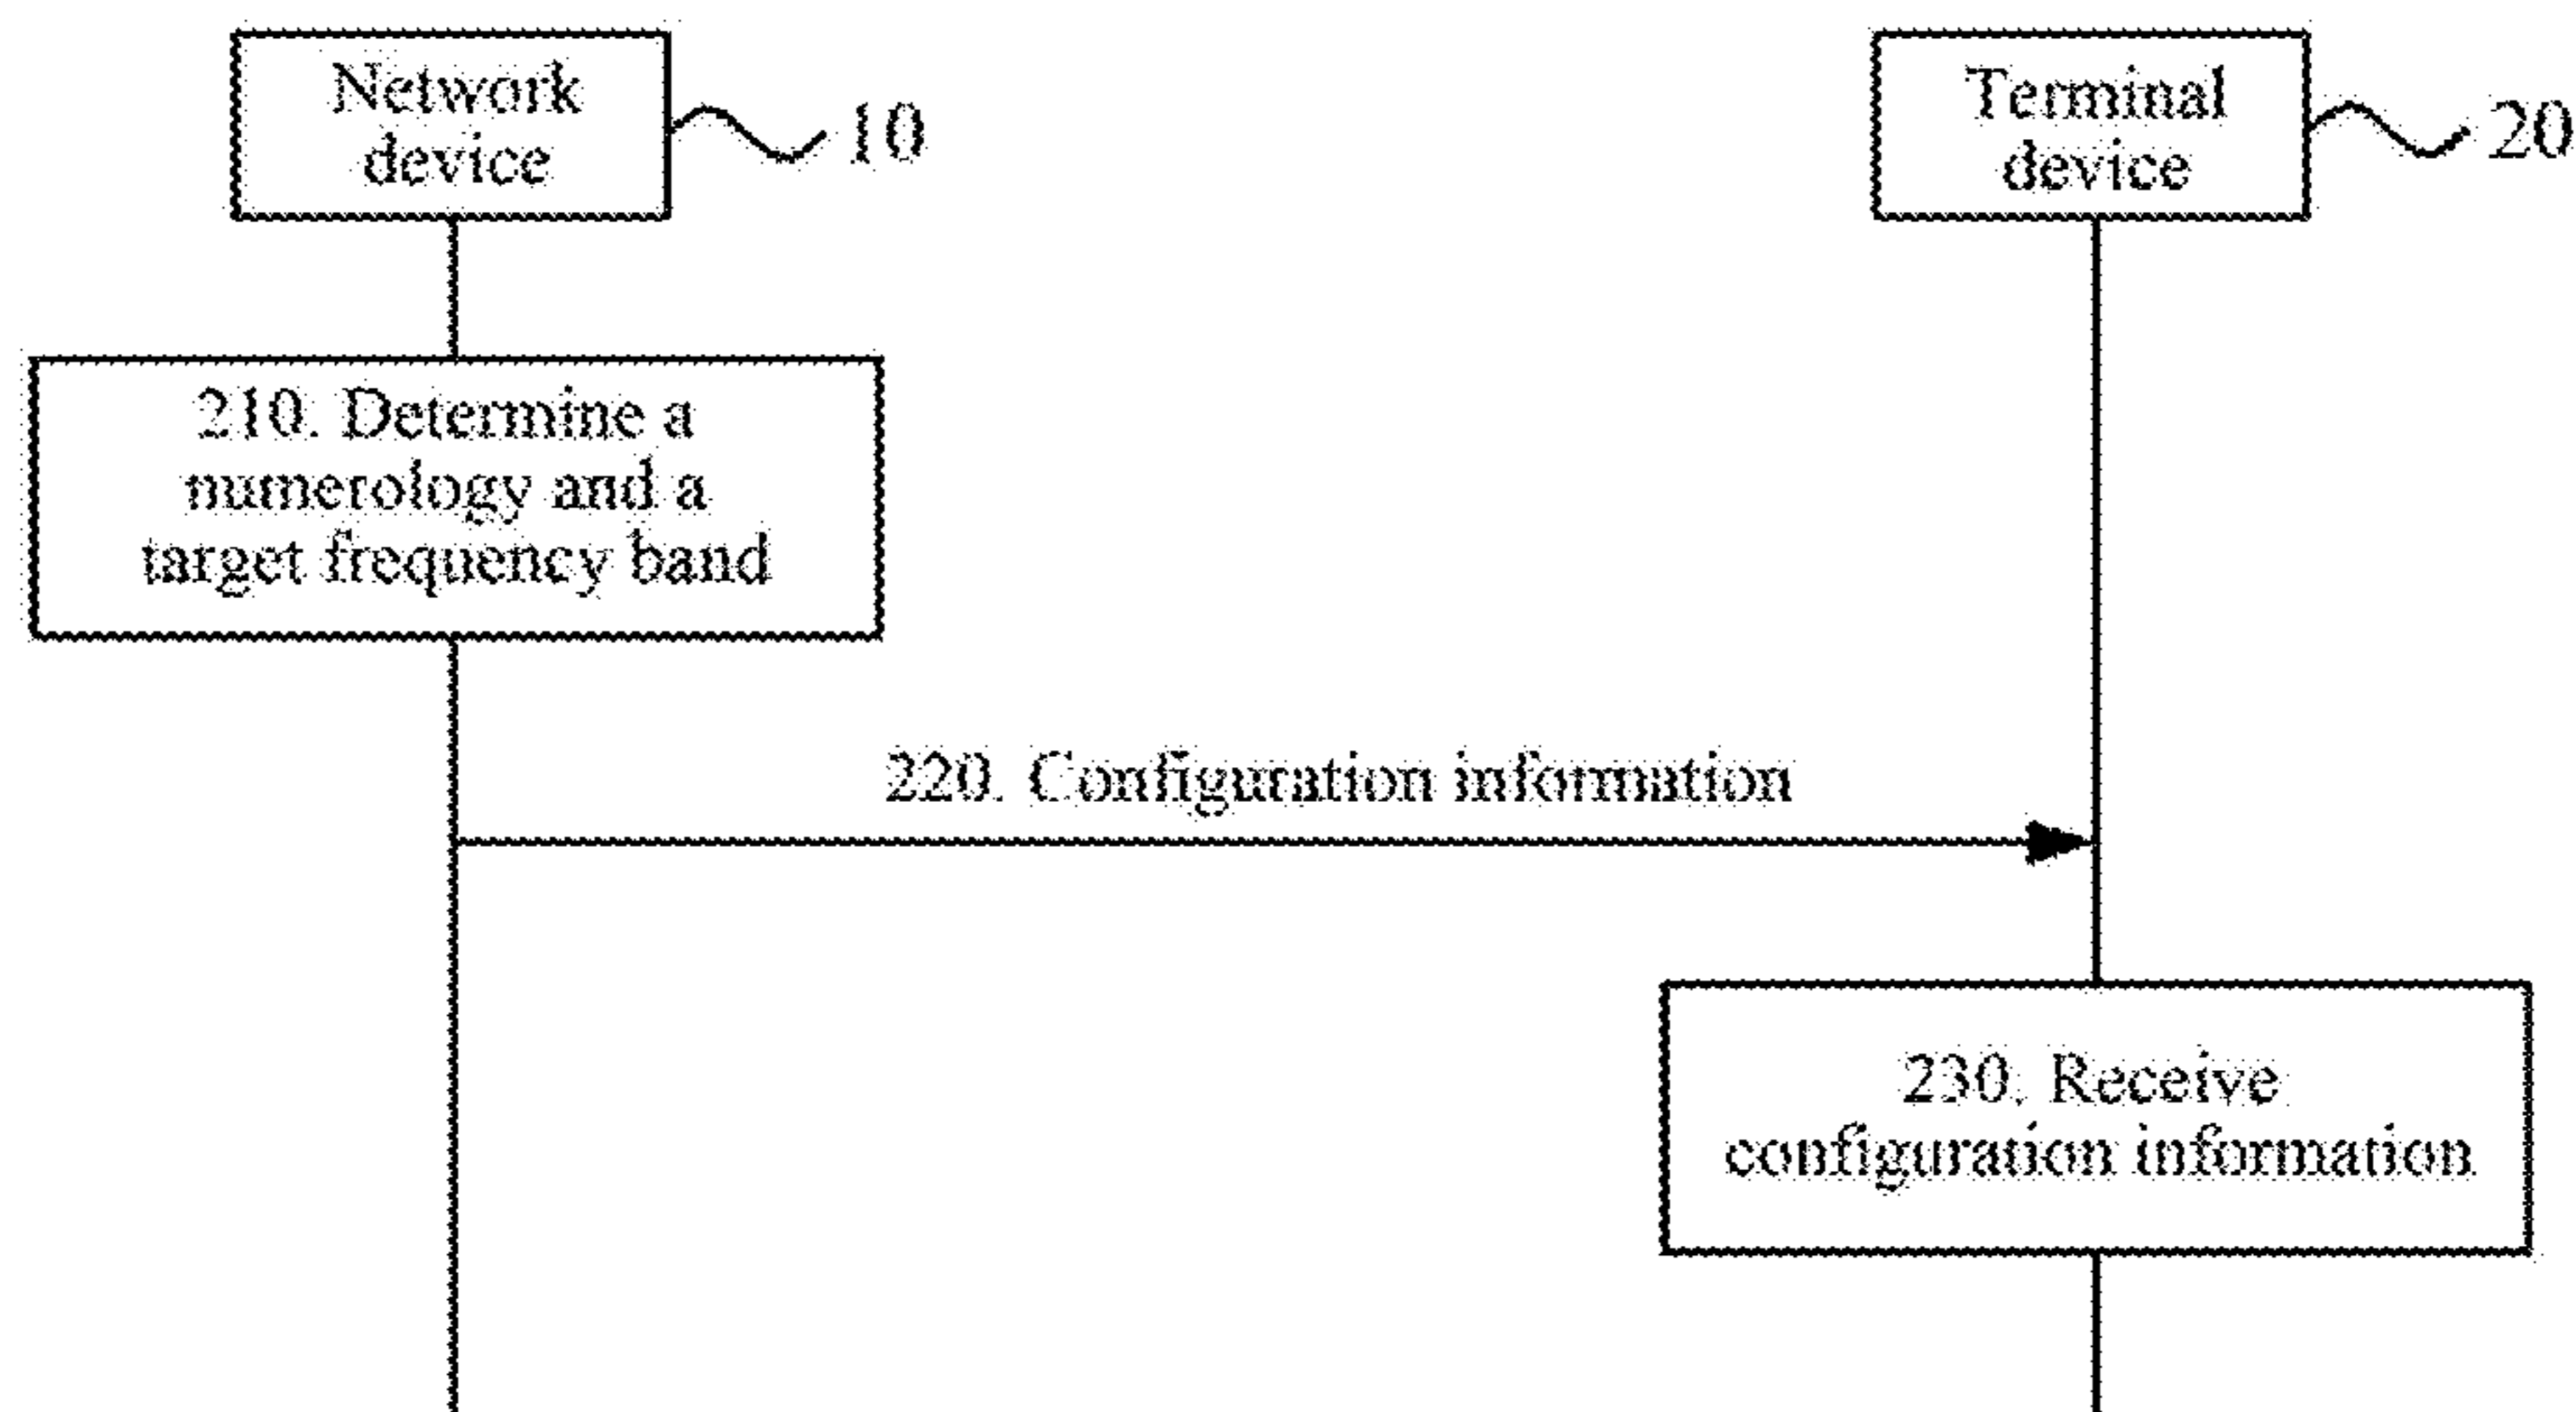 Network
device
10
Terminal
device
20
210. Determine a
numerology and a
target frequency band
220. Configuration information
230. Receive
configuration information